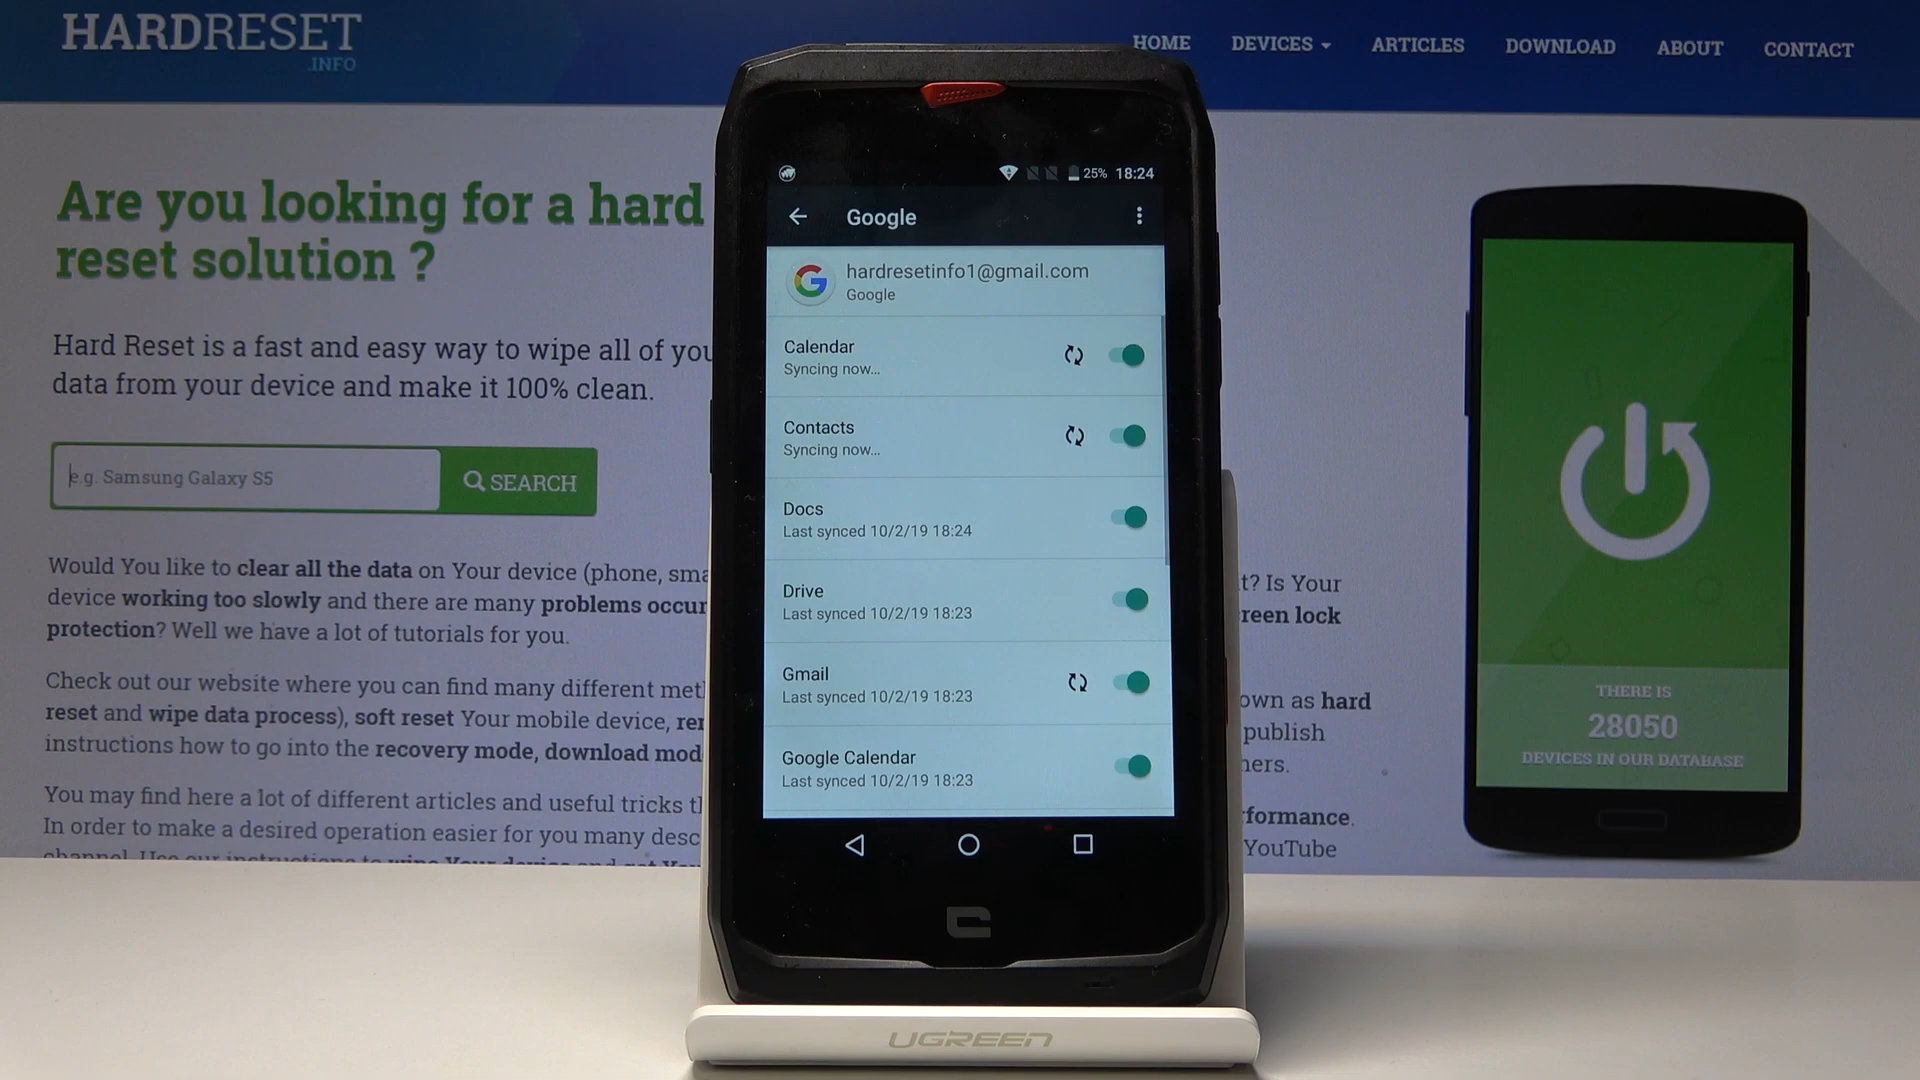 HARDRESET
.INFO
HOME DEVICES ARTICLES DOWNLOAD ABOUT CONTACT
Are you looking for a hard
reset solution ?
Hard Reset is a fast and easy way to wipe all of
data from your device and make it 100% clean.
e.g. Samsung Galaxy S5
SEARCH
Would You like to clear all the data on Your device (phone,
device working too slowly and there are many problems
protection? Well we have a lot of tutorials for you.
Check out our website where you can find many different
reset and wipe data process), soft reset Your mobile device,
instructions how to go into the recovery mode, download
You may find here a lot of different articles and useful tricks
In order to make a desired operation easier for you many
25% 18:24
Google
hardresetinfo1@gmail.com
Google
Calendar
Syncing now...
Contacts
Syncing now...
Docs
Last synced 10/2/19 18:24
Drive
Last synced 10/2/19 18:23
Gmail
Last synced 10/2/19 18:23
Google Calendar
Last synced 10/2/19 18:23
UGREEN
t? Is Your
reen lock
own as hard
publish
ners.
formance.
YouTube
THERE IS
28050
DEVICES IN OUR DATABASE